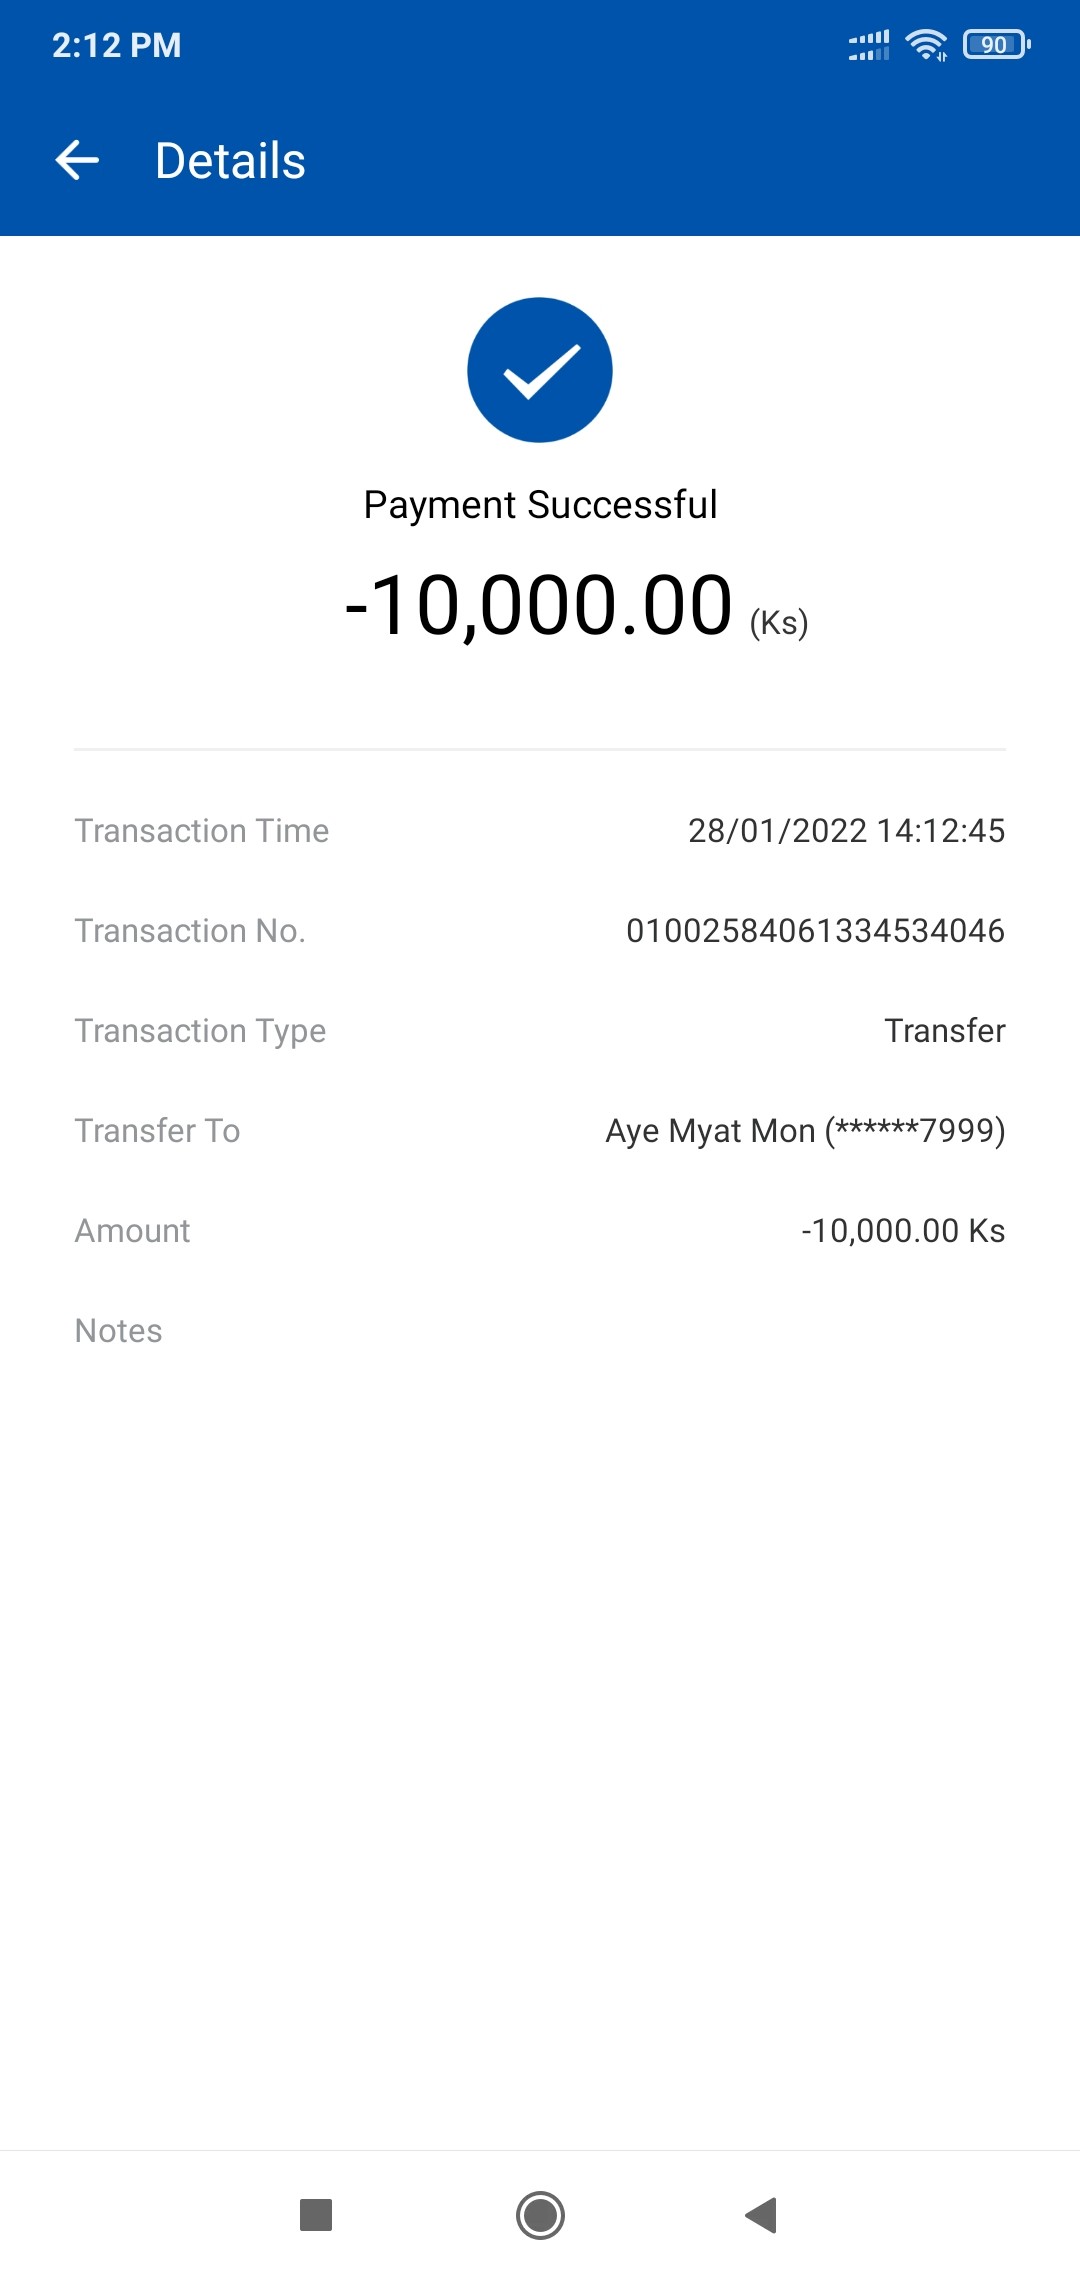 2:12 PM
90
Details
Payment Successful
-10,000.00 (Ks)
Transaction Time 28/01/2022 14:12:45
Transaction No. 01002584061334534046
Transaction Type Transfer
Transfer To Aye Myat Mon (******7999)
Amount -10,000.00 Ks
Notes